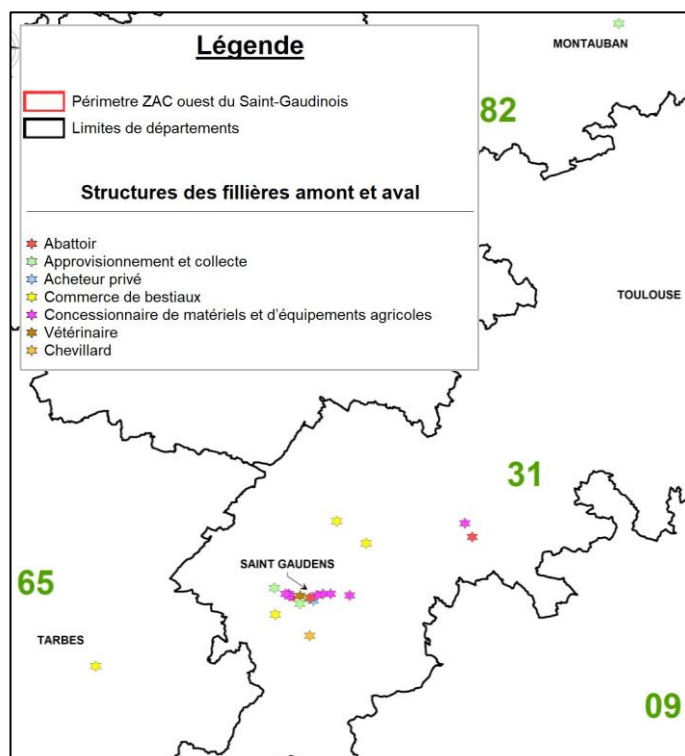 Légende
Périmetre ZAC ouest du Saint-Gaudinois
Limites de départements
Structures des fillières amont et aval
Abattoir
Approvisionnement et collecte
Acheteur privé
Commerce de bestiaux
Concessionnaire de matériels et d'équipements agricoles
Vétérinaire
Chevillard
MONTAUBAN
82
TOULOUSE
31
SAINT GAUDENS
65
TARBES
09